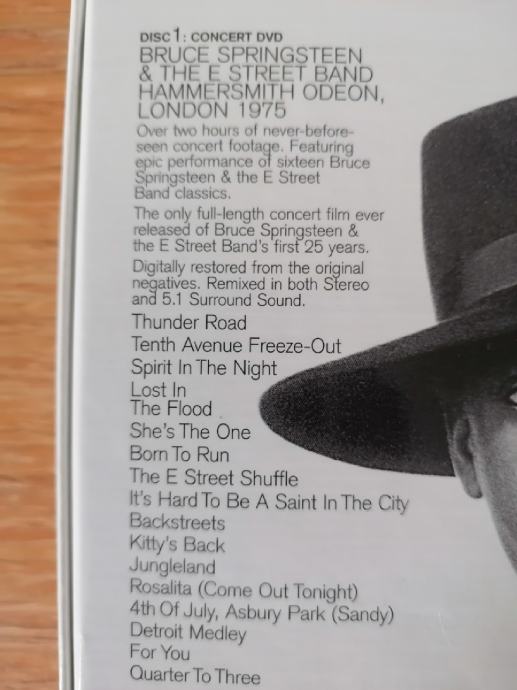 DISC 1: CONCERT DVD
BRUCE SPRINGSTEEN
& THE E STREET BAND
HAMMERSMITH ODEON,
LONDON 1975
Over two hours of never-before-
seen concert footage. Featuring
epic performance of sixteen Bruce
Springsteen & the E Street
Band classics.
The only full-length concert film ever
released of Bruce Springsteen &
the E Street Band's first 25 years.
Digitally restored from the original
negatives. Remixed in both Stereo
and 5.1 Surround Sound.
Thunder Road
Tenth Avenue Freeze-Out
Spirit In The Night
Lost In
The Flood
She's The One
Born To Run
The E Street Shuffle
It's Hard To Be A Saint In The City
Backstreets
Kitty's Back
Jungleland
Rosalita (Come Out Tonight)
4th Of July, Asbury Park (Sandy)
Detroit Medley
For You
Quarter To Three